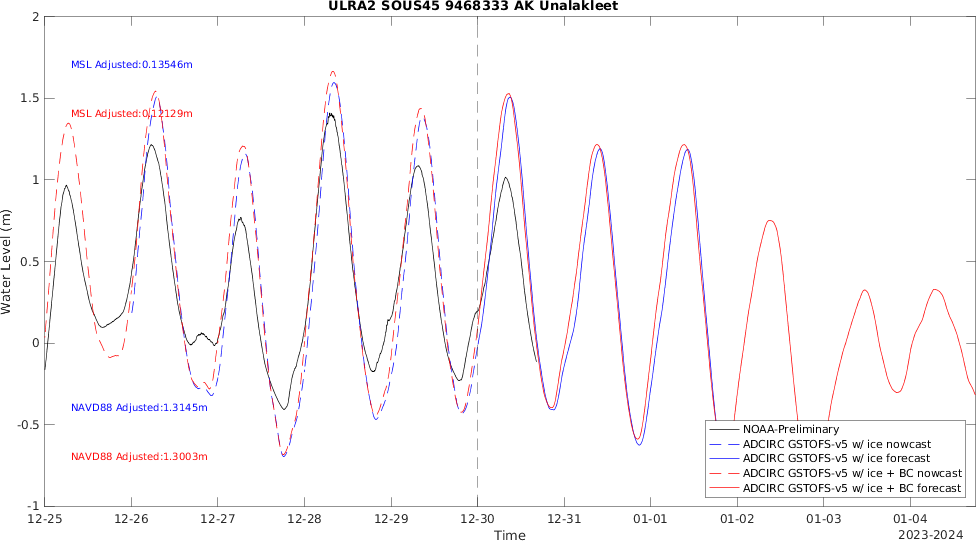 ULRA2 SOUS45 9468333 AK Unalakleet
2
1.5
1
0.5
0
-0.5
-1
Water Level (m)
MSL Adjusted:0.13546m
MSL Adjusted:0.12129m
NAVD88 Adjusted:1.3145m
NAVD88 Adjusted:1.3003m
NOAA-Preliminary
ADCIRC GSTOFS-v5 w/ ice nowcast
ADCIRC GSTOFS-v5 w/ ice forecast
ADCIRC GSTOFS-v5 w/ ice + BC nowcast
ADCIRC GSTOFS-v5 w/ ice + BC forecast
12-25 12-26 12-27 12-28 12-29 12-30 12-31 01-01 01-02 01-03 01-04
Time
2023-2024